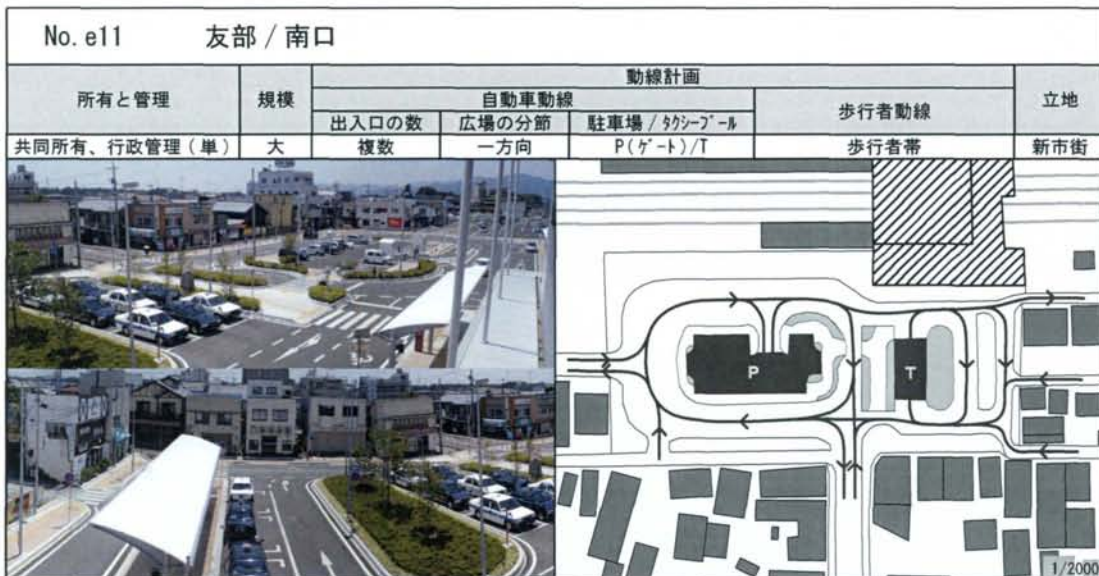 No. e11 友部 / 南口
所有と管理 規模 動線計画 立地
自動車動線 歩行者動線
出入口の数 広場の分節 駐車場 / ﾀｸｼｰﾌﾟｰﾙ
共同所有、行政管理 ( 単 ) 大 複数 一方向 P(ｹﾞｰﾄ)/T 歩行者帯 新市街
P
T
1/2000